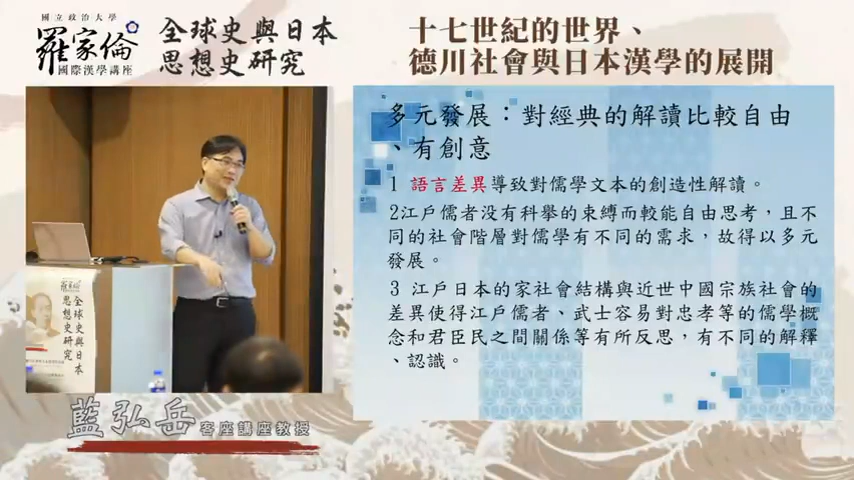 國立政治大學
羅家倫
國際漢學講座
全球史與日本
思想史研究
十七世紀的世界、
德川社會與日本漢學的展開
多元發展：對經典的解讀比較自由
、有創意
1 語言差異導致對儒學文本的創造性解讀。
2江戶儒者没有科舉的束縛而較能自由思考，且不
同的社會階層對儒學有不同的需求，故得以多元
發展。
3 江戶日本的家社會結構與近世中國宗族社會的
差異使得江戶儒者、武士容易對忠孝等的儒學概
念和君臣民之間關係等有所反思，有不同的解釋
、認識。
羅家倫
全球史與日本
思想史研究
藍弘岳 客座講座教授